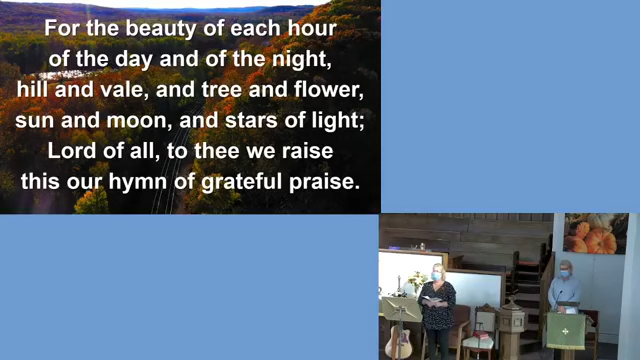 For the beauty of each hour
of the day and of the night,
hill and vale, and tree and flower,
sun and moon, and stars of light;
Lord of all, to thee we raise
this our hymn of grateful praise.